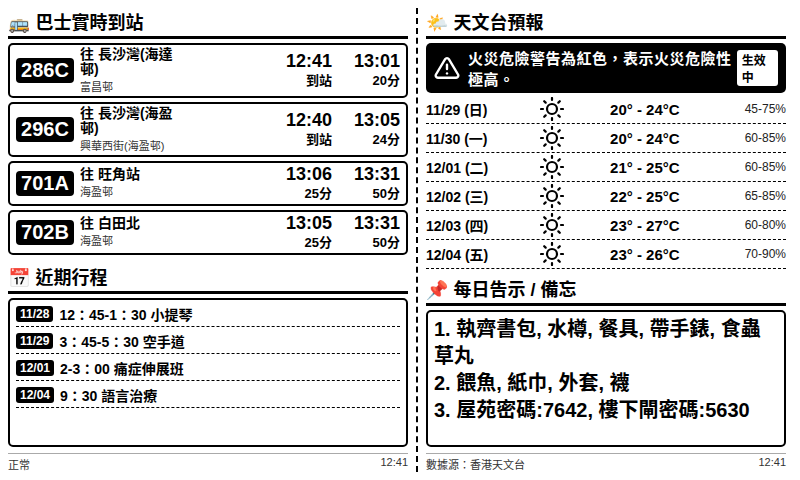 巴士實時到站
286C
往 長沙灣(海達
邨)
富昌邨
12:41
到站
13:01
20分
296C
往 長沙灣(海盈
邨)
興華西街(海盈邨)
12:40
到站
13:05
24分
701A
往 旺角站
海盈邨
13:06
25分
13:31
50分
702B
往 白田北
海盈邨
13:05
25分
13:31
50分
近期行程
11/28 12：45-1：30 小提琴
11/29 3：45-5：30 空手道
12/01 2-3：00 痛症伸展班
12/04 9：30 語言治療
正常 12:41
天文台預報
火災危險警告為紅色，表示火災危險性
極高。
生效
中
11/29 (日) 20° - 24°C 45-75%
11/30 (一) 20° - 24°C 60-85%
12/01 (二) 21° - 25°C 60-85%
12/02 (三) 22° - 25°C 65-85%
12/03 (四) 23° - 27°C 60-80%
12/04 (五) 23° - 26°C 70-90%
每日告示 / 備忘
1. 執齊書包, 水樽, 餐具, 帶手錶, 食蟲
草丸
2. 餵魚, 紙巾, 外套, 襪
3. 屋苑密碼:7642, 樓下閘密碼:5630
數據源：香港天文台 12:41